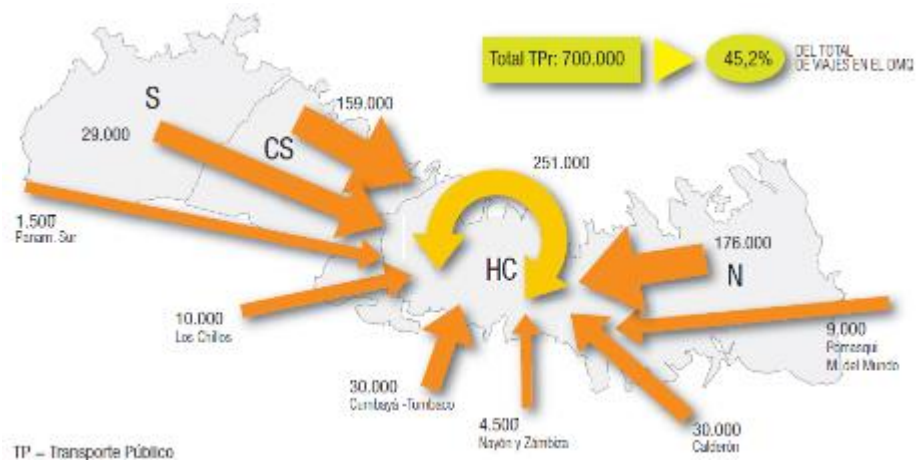 Total TPr: 700.000
45,2%
DEL TOTAL
DE VIAJES EN EL DMQ
S
159.000
29.000
CS
251.000
1.500
Panam. Sur
HC
176.000
N
10.000
Los Chillos
9.000
Pomasqui
M. del Mundo
30.000
Cumbayá -Tumbaco
4.500
Nayón y Zámbiza
30.000
Calderón
TP – Transporte Público